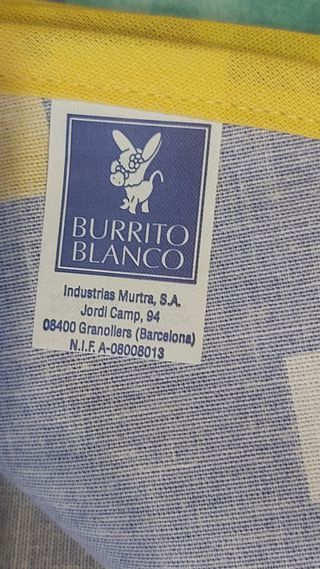 BURRITO
BLANCO
Industrias Murtra, S.A.
Jordi Camp, 94
08400 Granollers (Barcelona)
N.I.F. A-08008013